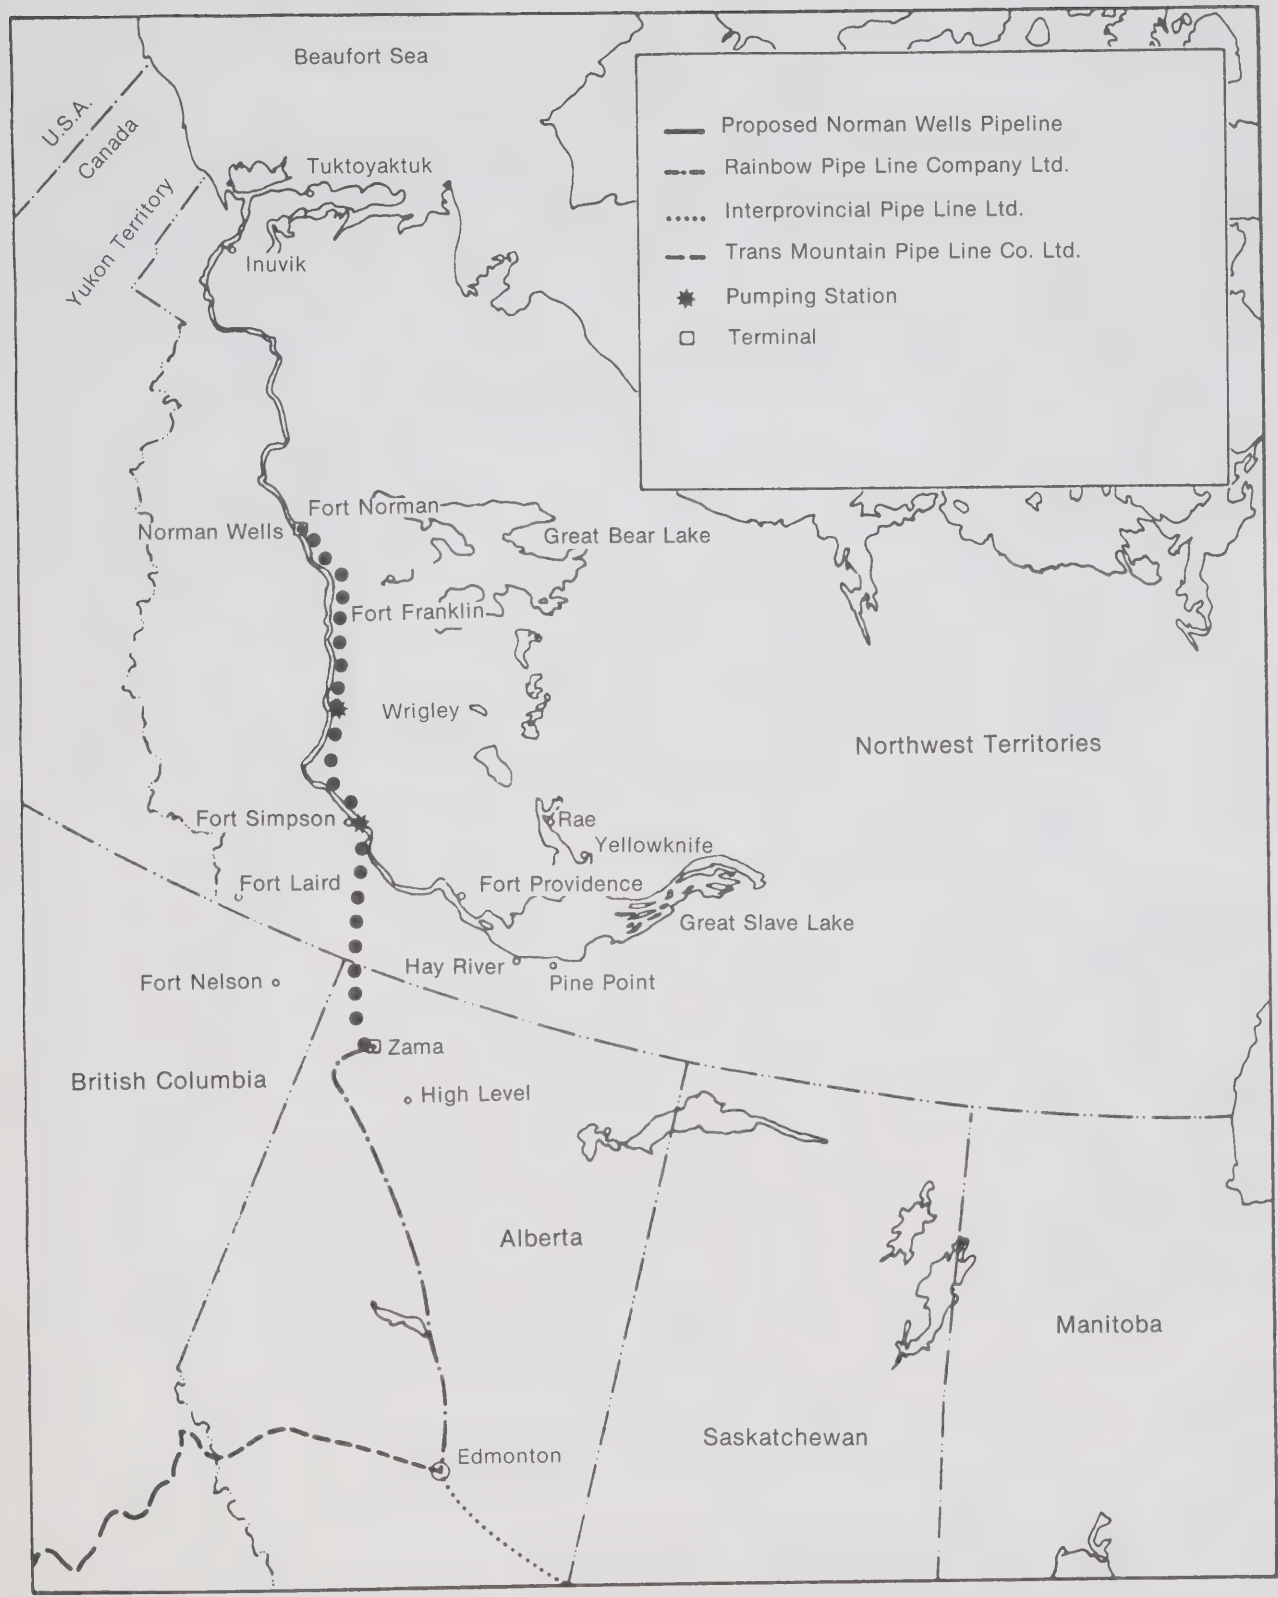 Beaufort Sea
U.S.A.
Canada
Yukon Territory
Tuktoyaktuk
Inuvik
Proposed Norman Wells Pipeline
Rainbow Pipe Line Company Ltd.
Interprovincial Pipe Line Ltd.
Trans Mountain Pipe Line Co. Ltd.
Pumping Station
Terminal
Fort Norman
Norman Wells
Great Bear Lake
Fort Franklin
Wrigley
Northwest Territories
Fort Simpson
Rae
Yellowknife
Fort Laird
Fort Providence
Great Slave Lake
Hay River
Pine Point
Fort Nelson
Zama
British Columbia
High Level
Alberta
Manitoba
Saskatchewan
Edmonton